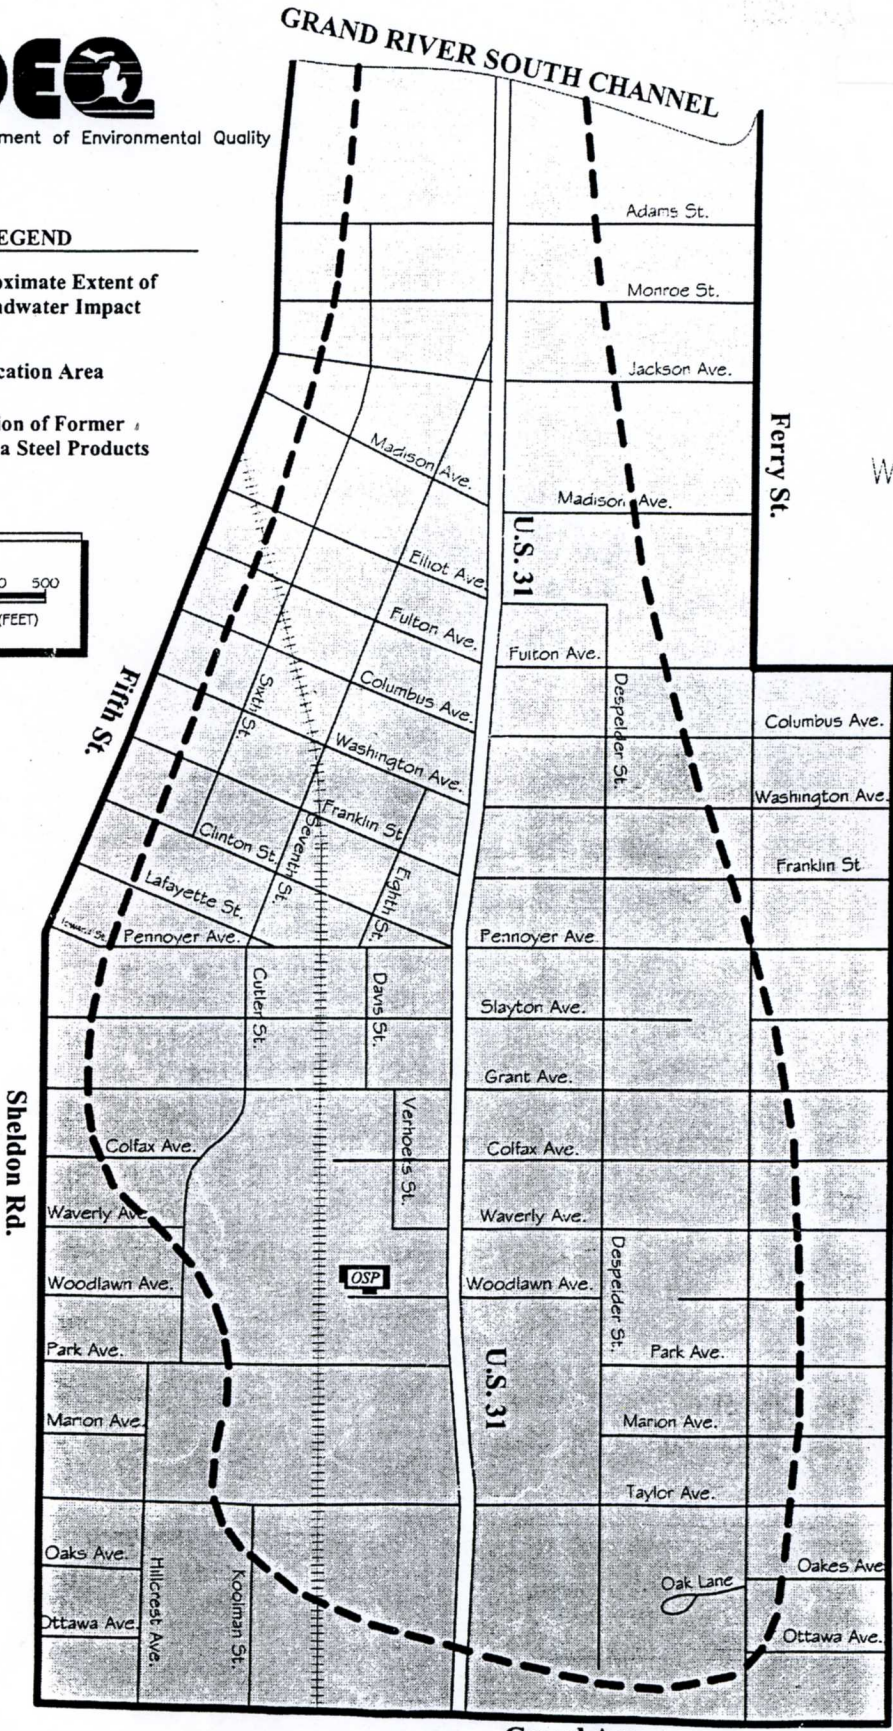 GRAND RIVER SOUTH CHANNEL
DEQ
ment of Environmental Quality
EGEND
oximate Extent of
ndwater Impact
cation Area
ion of Former
a Steel Products
0 500
(FEET)
Adams St.
Monroe St.
Jackson Ave.
Ferry St.
W
Madison Ave.
Madison Ave.
U.S. 31
Elliot Ave.
Fulton Ave.
Fulton Ave.
Columbus Ave.
Sixth St.
Despelder St.
Fifth St.
Columbus Ave.
Washington Ave.
Washington Ave.
Franklin St.
Seventh St.
Clinton St.
Eighth St.
Franklin St
Lafayette St.
Howard St.
Pennoyer Ave.
Pennoyer Ave
Cutler St.
Davis St.
Slayton Ave.
Grant Ave.
Sheldon Rd.
Verhoeks St.
Colfax Ave.
Colfax Ave.
Waverly Ave
Waverly Ave.
Woodlawn Ave.
OSP
Woodlawn Ave.
Despelder St.
Park Ave.
U.S. 31
Park Ave.
Marion Ave.
Marion Ave.
Taylor Ave.
Oaks Ave.
Hillcrest Ave.
Kooiman St.
Oak Lane
Oakes Ave
Ottawa Ave.
Ottawa Ave.